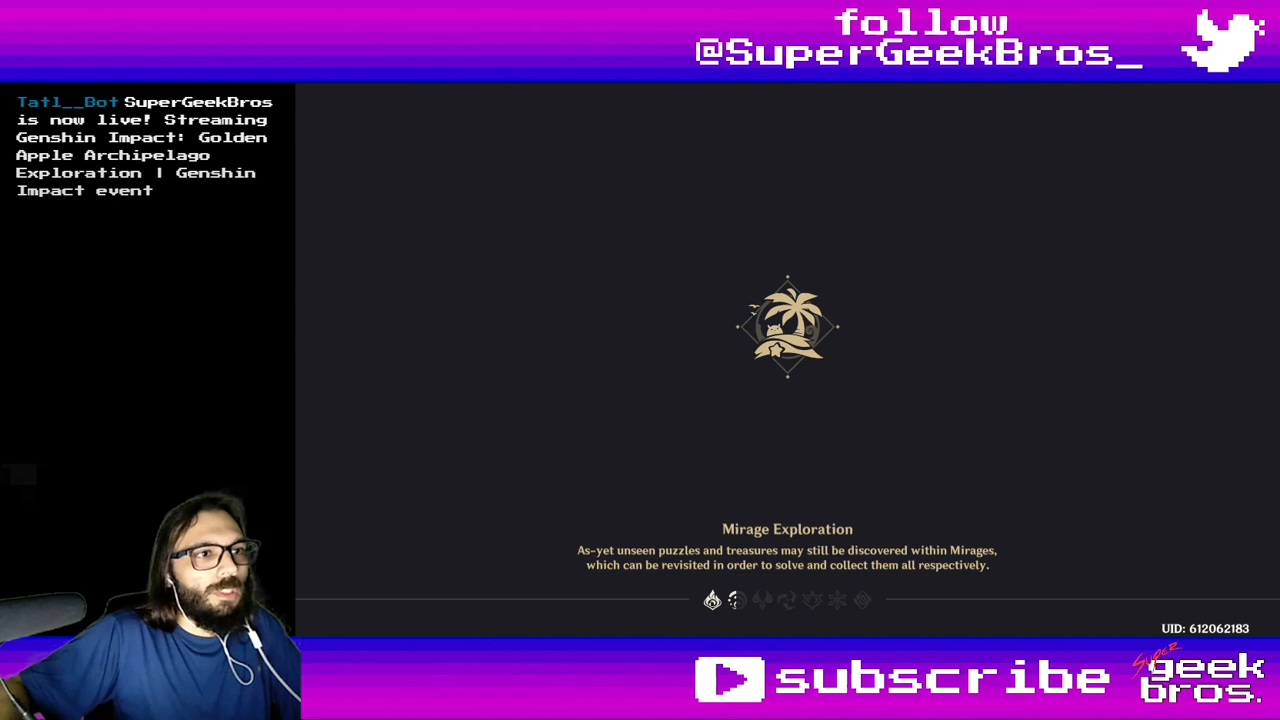 follow
@SuperGeekBros_
Tatl__Bot SuperGeekBros
is now live! Streaming
Genshin Impact: Golden
Apple Archipelago
Exploration | Genshin
Impact event
Mirage Exploration
As-yet unseen puzzles and treasures may still be discovered within Mirages,
which can be revisited in order to solve and collect them all respectively.
UID: 612062183
subscribe
SUPER
geek
bros.